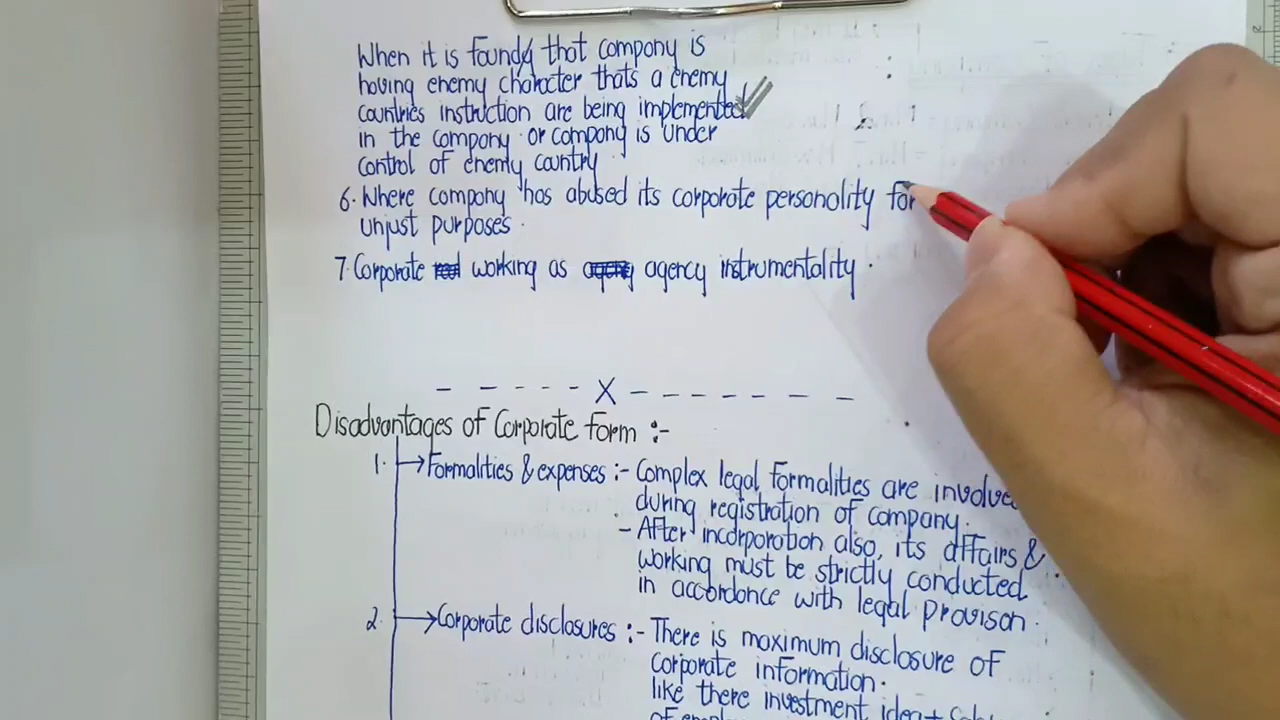 When it is found that company is
having enemy character thats a enemy
countries instruction are being implemented
in the company or company is under
control of enemy country
6. Where company has abused its corporate personality for
unjust purposes.
7. Corporate working as agency instrumentality.
- - - - - X - - - - - - -
Disadvantages of Corporate form :-
1. → Formalities & expenses :- Complex legal formalities are involve
during registration of company.
- After incorporation also, its affairs &
working must be strictly conducted
in accordance with legal provison.
2. → Corporate disclosures :- There is maximum disclosure of
corporate information.
like there investment idea +
of